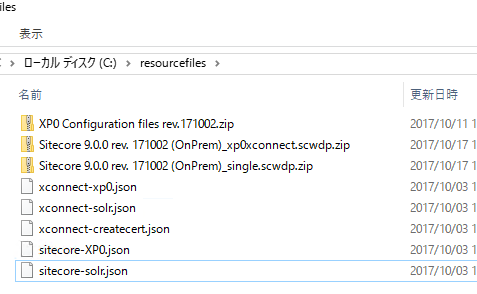 iles
表示
ローカル ディスク (C:) > resourcefiles >
名前 更新日時
XP0 Configuration files rev.171002.zip 2017/10/11 1
Sitecore 9.0.0 rev. 171002 (OnPrem)_xp0xconnect.scwdp.zip 2017/10/17 1
Sitecore 9.0.0 rev. 171002 (OnPrem)_single.scwdp.zip 2017/10/17 1
xconnect-xp0.json 2017/10/03 1
xconnect-solr.json 2017/10/03 1
xconnect-createcert.json 2017/10/03 1
sitecore-XP0.json 2017/10/03 1
sitecore-solr.json 2017/10/03 1